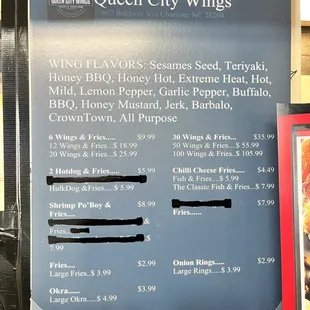 QUEEN CITY WINGS
Queen City Wings
Charlotte, NC 28204
WING FLAVORS: Sesames Seed, Teriyaki,
Honey BBQ, Honey Hot, Extreme Heat, Hot,
Mild, Lemon Pepper, Garlic Pepper, Buffalo,
BBQ, Honey Mustard, Jerk, Barbalo,
CrownTown, All Purpose
6 Wings & Fries..... $9.99
12 Wings & Fries...$ 18.99
20 Wings & Fries....$ 25.99
2 Hotdog & Fries..... $5.99
HulkDog&Fries.....$ 5.99
Shrimp Po'Boy & $8.99
Fries....
&
Fries..
$
7.99
Fries.... $2.99
Large Fries..$ 3.99
Okra...... $3.99
Large Okra.....$ 4.99
30 Wings & Fries.... $35.99
50 Wings & Fries....$ 55.99
100 Wings & Fries..$ 105.99
Chilli Cheese Fries..... $4.49
Fish & Fries....$ 5.99
The Classic Fish & Fries..$ 7.99
$7.99
Fries......
Onion Rings..... $2.99
Large Rings.....$ 3.99